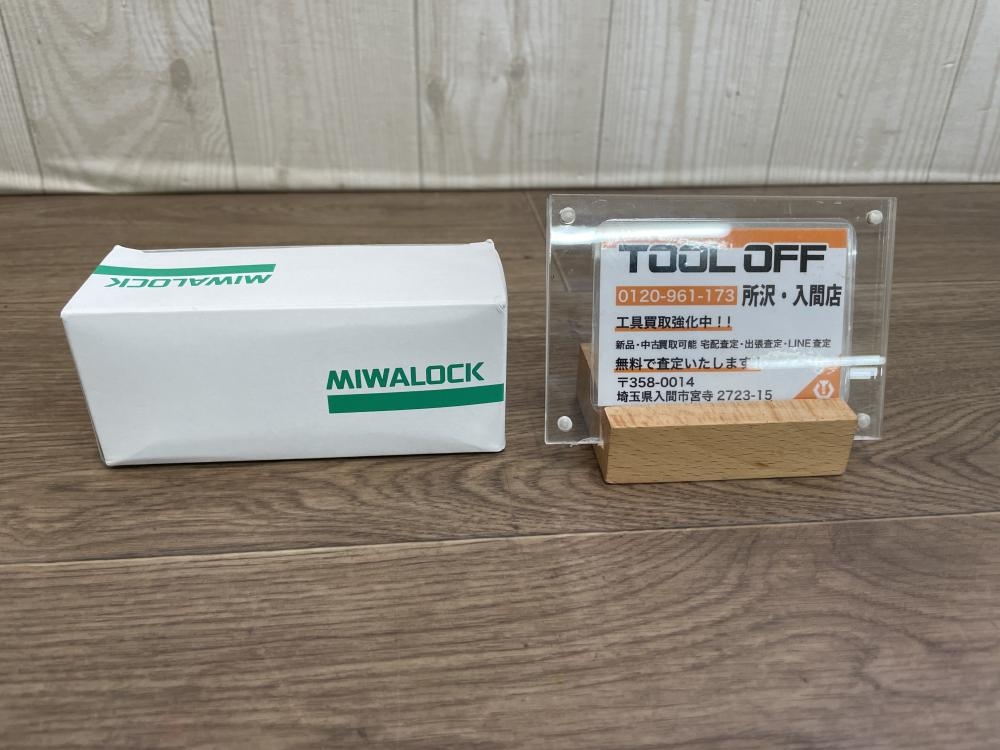 MIWALOCK
MIWALOCK
TOOL OFF
0120-961-173 所沢・入間店
工具買取強化中！！
新品・中古買取可能 宅配査定・出張査定・LINE査定
無料で査定いたします！
〒358-0014
埼玉県入間市宮寺 2723-15